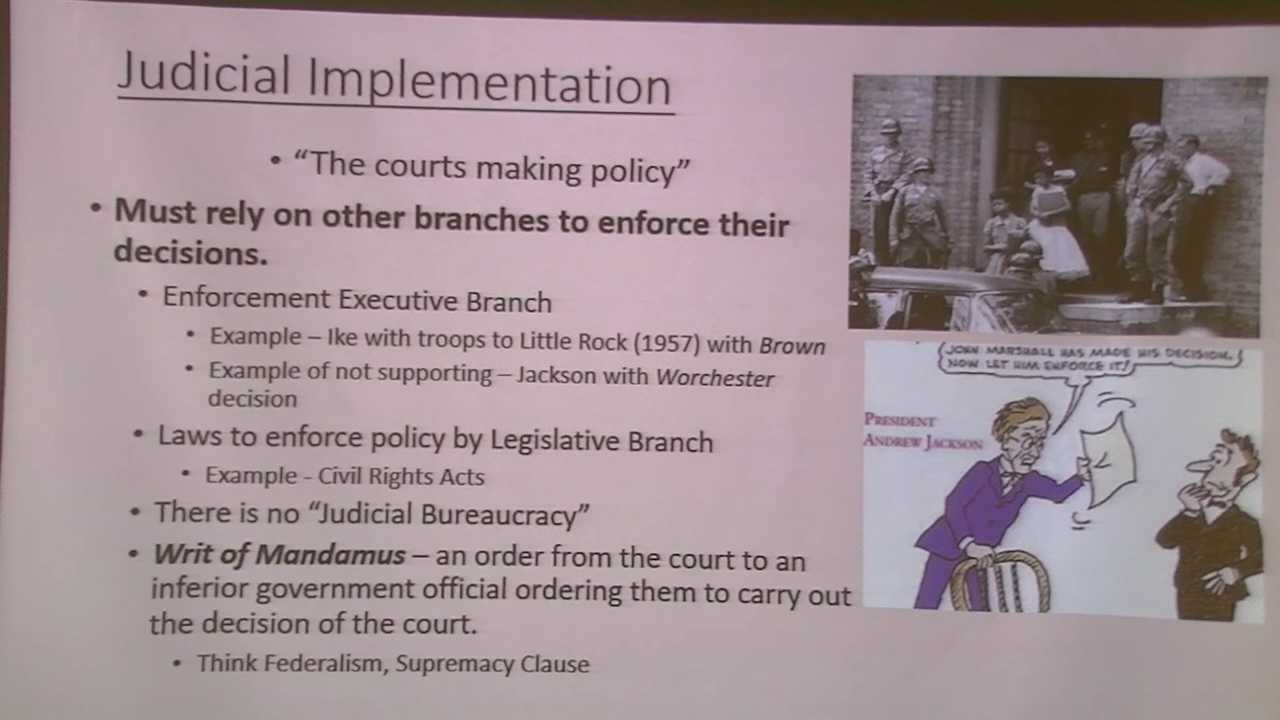 Judicial Implementation
• “The courts making policy”
• Must rely on other branches to enforce their
decisions.
• Enforcement Executive Branch
• Example – Ike with troops to Little Rock (1957) with Brown
• Example of not supporting – Jackson with Worchester
decision
• Laws to enforce policy by Legislative Branch
• Example - Civil Rights Acts
• There is no “Judicial Bureaucracy”
• Writ of Mandamus – an order from the court to an
inferior government official ordering them to carry out
the decision of the court.
• Think Federalism, Supremacy Clause
JOHN MARSHALL HAS MADE HIS DECISION.
NOW LET HIM ENFORCE IT!
PRESIDENT
ANDREW JACKSON